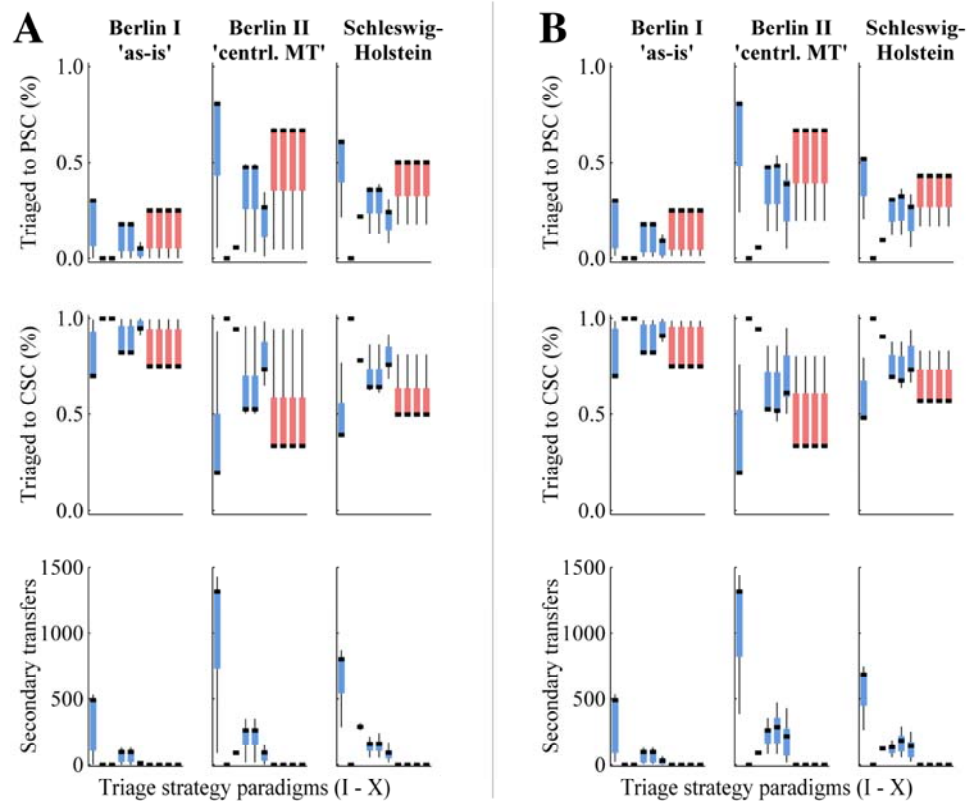 A
Berlin I
'as-is'
Berlin II
'centrl. MT'
Schleswig-
Holstein
Triaged to PSC (%)
1.0
0.5
0.0
Triaged to CSC (%)
1.0
0.5
0.0
Secondary transfers
1500
1000
500
0
Triage strategy paradigms (I - X)
B
Berlin I
'as-is'
Berlin II
'centrl. MT'
Schleswig-
Holstein
Triaged to PSC (%)
1.0
0.5
0.0
Triaged to CSC (%)
1.0
0.5
0.0
Secondary transfers
1500
1000
500
0
Triage strategy paradigms (I - X)